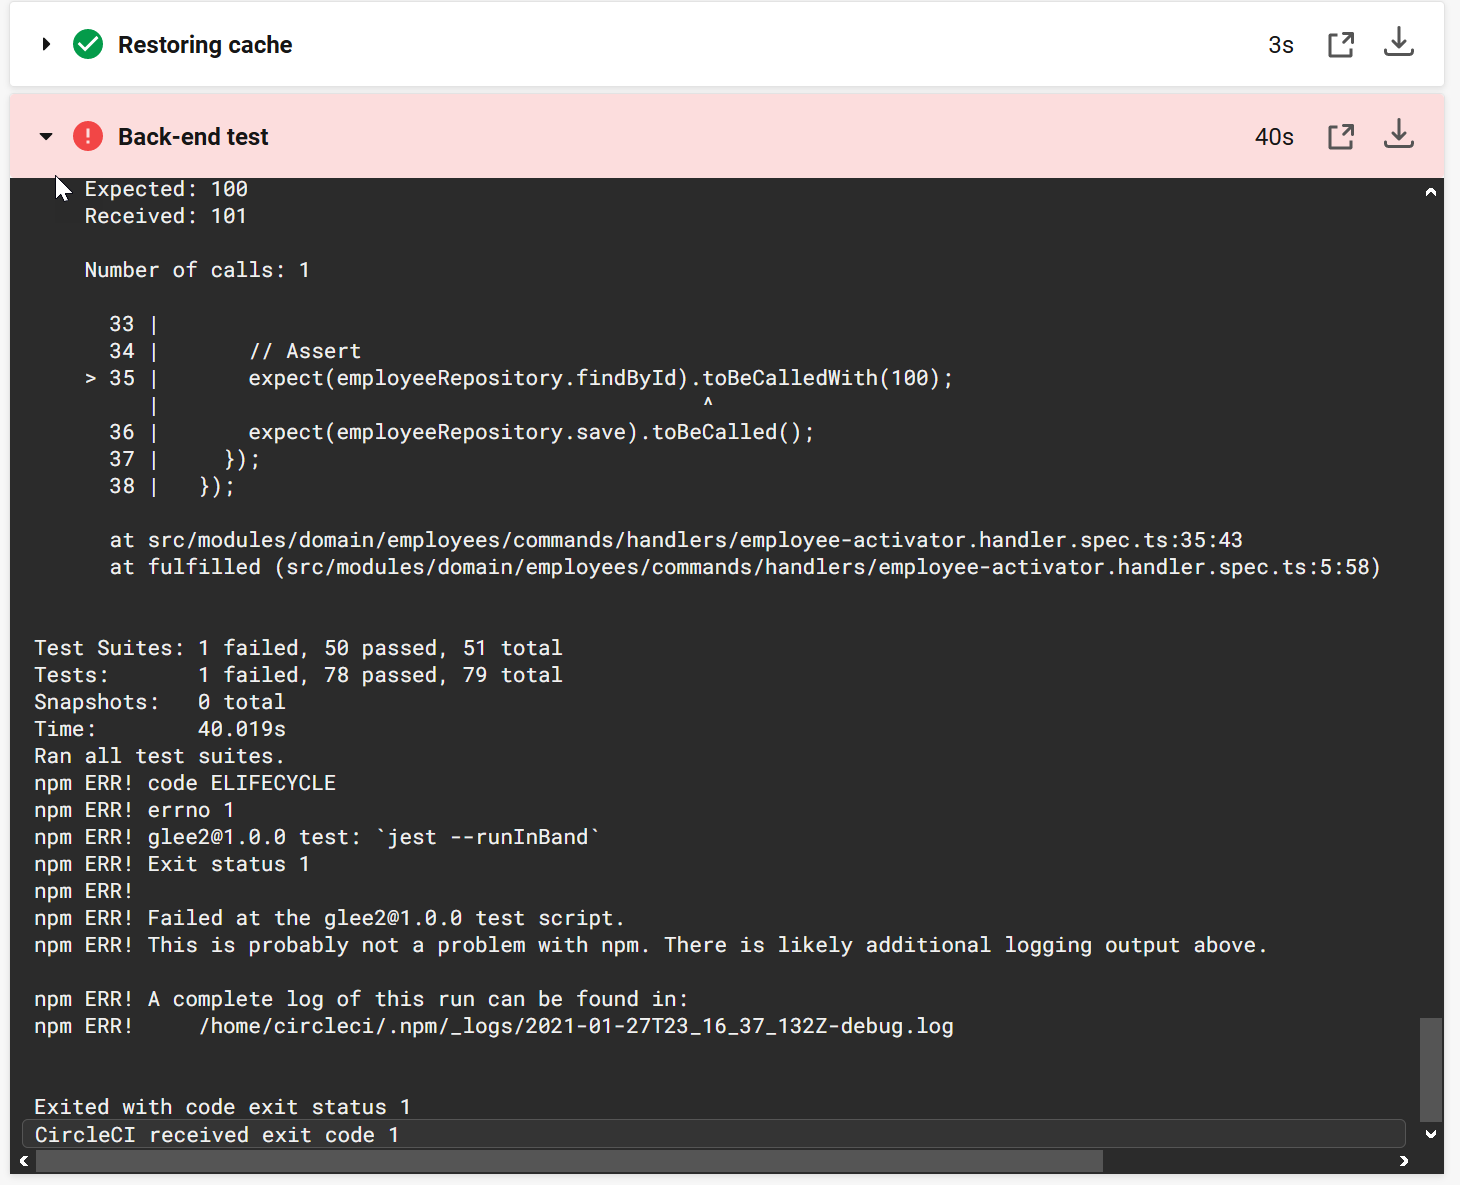 Restoring cache 3s
Back-end test 40s
Expected: 100
Received: 101
Number of calls: 1
33 |
34 |       // Assert
> 35 |       expect(employeeRepository.findById).toBeCalledWith(100);
|                                            ^
36 |       expect(employeeRepository.save).toBeCalled();
37 |     });
38 |   });
at src/modules/domain/employees/commands/handlers/employee-activator.handler.spec.ts:35:43
at fulfilled (src/modules/domain/employees/commands/handlers/employee-activator.handler.spec.ts:5:58)
Test Suites: 1 failed, 50 passed, 51 total
Tests:       1 failed, 78 passed, 79 total
Snapshots:   0 total
Time:        40.019s
Ran all test suites.
npm ERR! code ELIFECYCLE
npm ERR! errno 1
npm ERR! glee2@1.0.0 test: `jest --runInBand`
npm ERR! Exit status 1
npm ERR!
npm ERR! Failed at the glee2@1.0.0 test script.
npm ERR! This is probably not a problem with npm. There is likely additional logging output above.
npm ERR! A complete log of this run can be found in:
npm ERR!     /home/circleci/.npm/_logs/2021-01-27T23_16_37_132Z-debug.log
Exited with code exit status 1
CircleCI received exit code 1